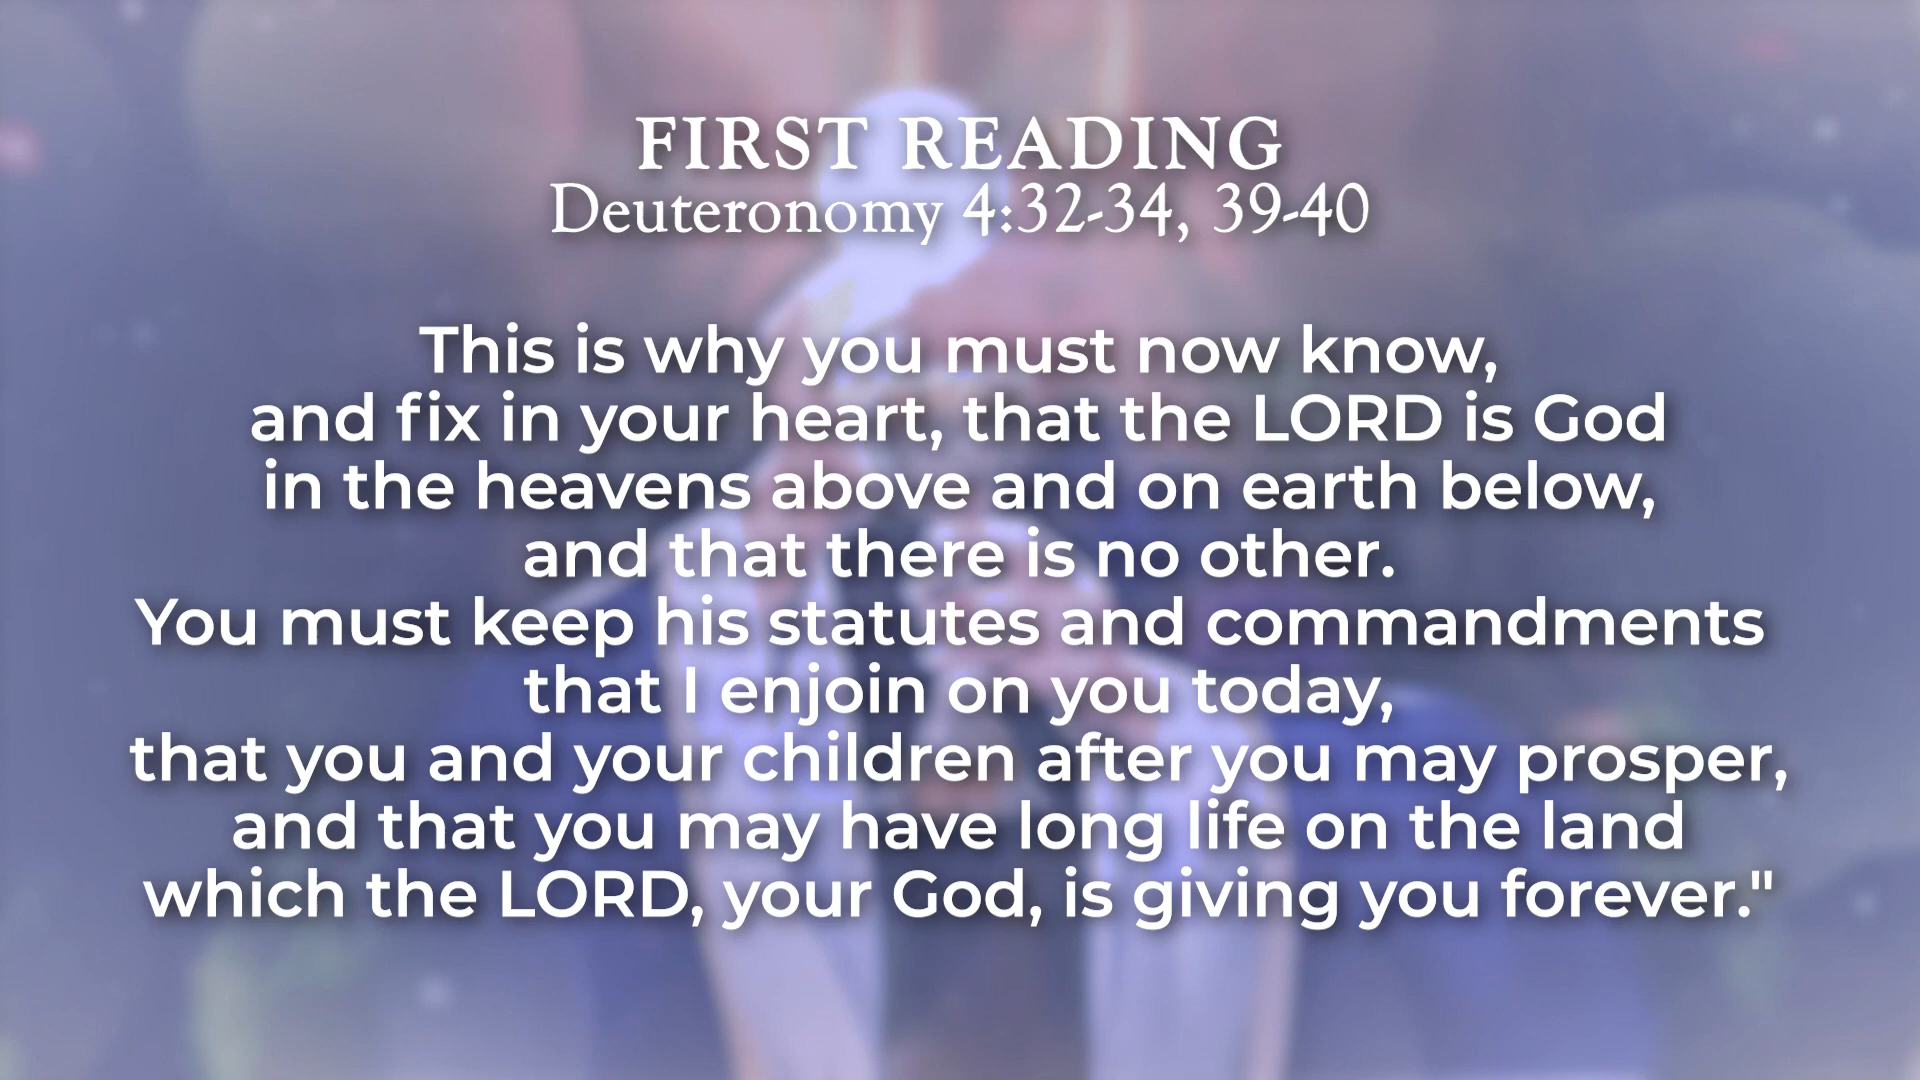 FIRST READING
Deuteronomy 4:32-34, 39-40
This is why you must now know,
and fix in your heart, that the LORD is God
in the heavens above and on earth below,
and that there is no other.
You must keep his statutes and commandments
that I enjoin on you today,
that you and your children after you may prosper,
and that you may have long life on the land
which the LORD, your God, is giving you forever."